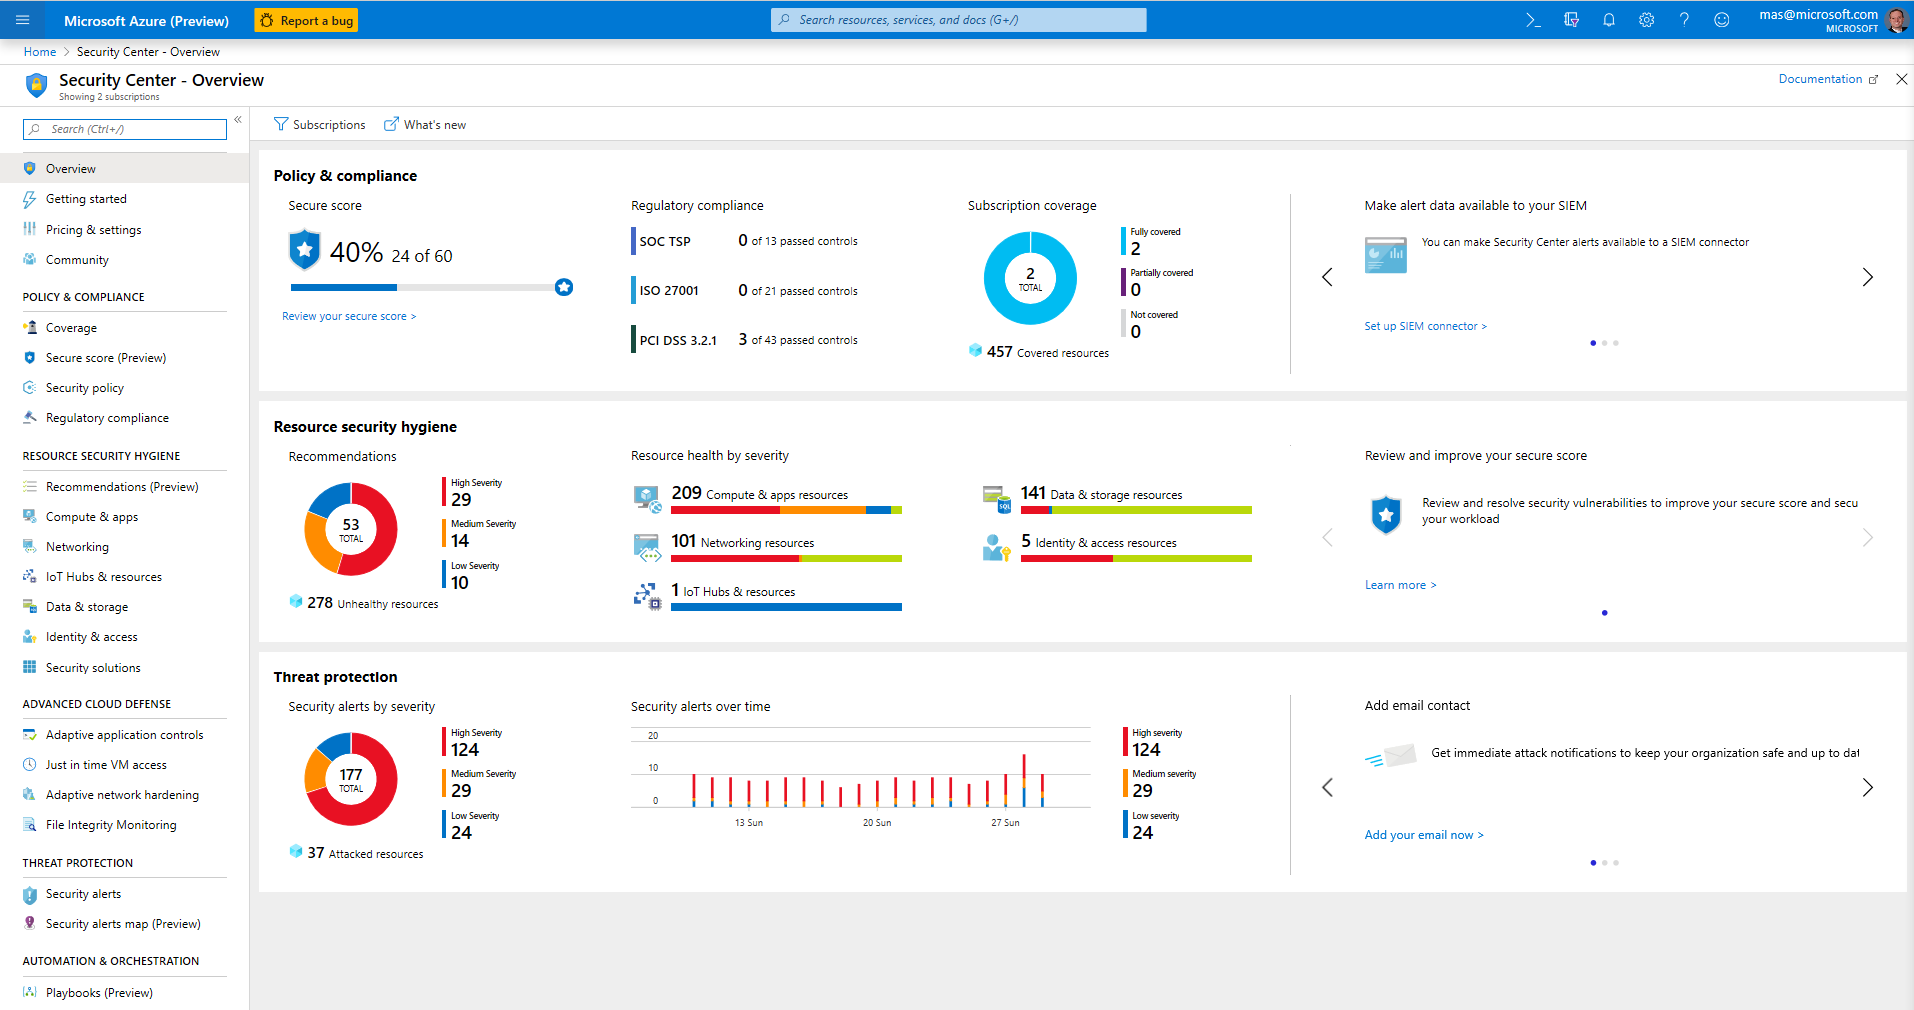 Microsoft Azure (Preview)
Report a bug
Search resources, services, and docs (G+/)
mas@microsoft.com
MICROSOFT
Home > Security Center - Overview
Security Center - Overview
Showing 2 subscriptions
Documentation
Search (Ctrl+/)
Overview
Getting started
Pricing & settings
Community
POLICY & COMPLIANCE
Coverage
Secure score (Preview)
Security policy
Regulatory compliance
RESOURCE SECURITY HYGIENE
Recommendations (Preview)
Compute & apps
Networking
IoT Hubs & resources
Data & storage
Identity & access
Security solutions
ADVANCED CLOUD DEFENSE
Adaptive application controls
Just in time VM access
Adaptive network hardening
File Integrity Monitoring
THREAT PROTECTION
Security alerts
Security alerts map (Preview)
AUTOMATION & ORCHESTRATION
Playbooks (Preview)
Subscriptions
What's new
Policy & compliance
Secure score
40% 24 of 60
Review your secure score >
Regulatory compliance
SOC TSP 0 of 13 passed controls
ISO 27001 0 of 21 passed controls
PCI DSS 3.2.1 3 of 43 passed controls
Subscription coverage
2
TOTAL
Fully covered
2
Partially covered
0
Not covered
0
457 Covered resources
Make alert data available to your SIEM
You can make Security Center alerts available to a SIEM connector
Set up SIEM connector >
Resource security hygiene
Recommendations
53
TOTAL
High Severity
29
Medium Severity
14
Low Severity
10
278 Unhealthy resources
Resource health by severity
209 Compute & apps resources
141 Data & storage resources
SQL
101 Networking resources
5 Identity & access resources
1 IoT Hubs & resources
Review and improve your secure score
Review and resolve security vulnerabilities to improve your secure score and secu
your workload
Learn more >
Threat protection
Security alerts by severity
177
TOTAL
High Severity
124
Medium Severity
29
Low Severity
24
37 Attacked resources
Security alerts over time
20
10
0
13 Sun
20 Sun
27 Sun
High severity
124
Medium severity
29
Low severity
24
Add email contact
Get immediate attack notifications to keep your organization safe and up to dat
Add your email now >